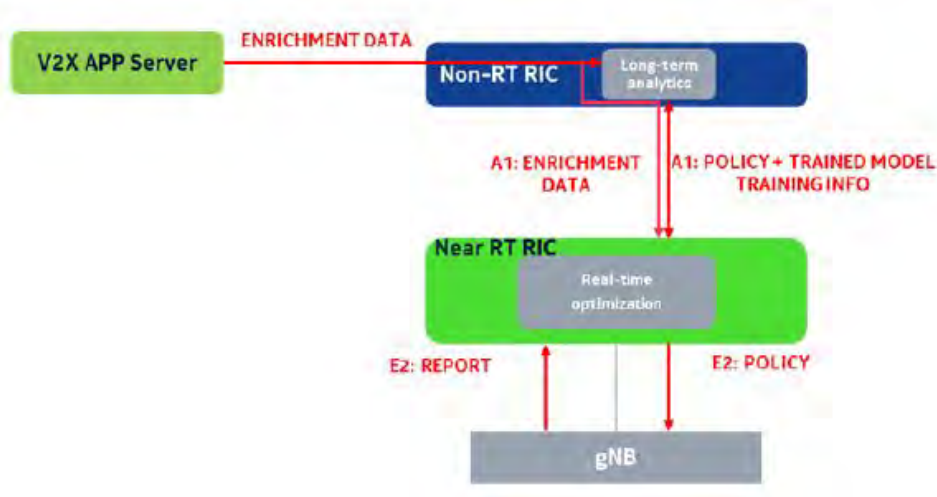 ENRICHMENT DATA
V2X APP Server
Non-RT RIC
Long-term
analytics
A1: ENRICHMENT
DATA
A1: POLICY + TRAINED MODEL
TRAINING INFO
Near RT RIC
Real-time
optimization
E2: REPORT
E2: POLICY
gNB